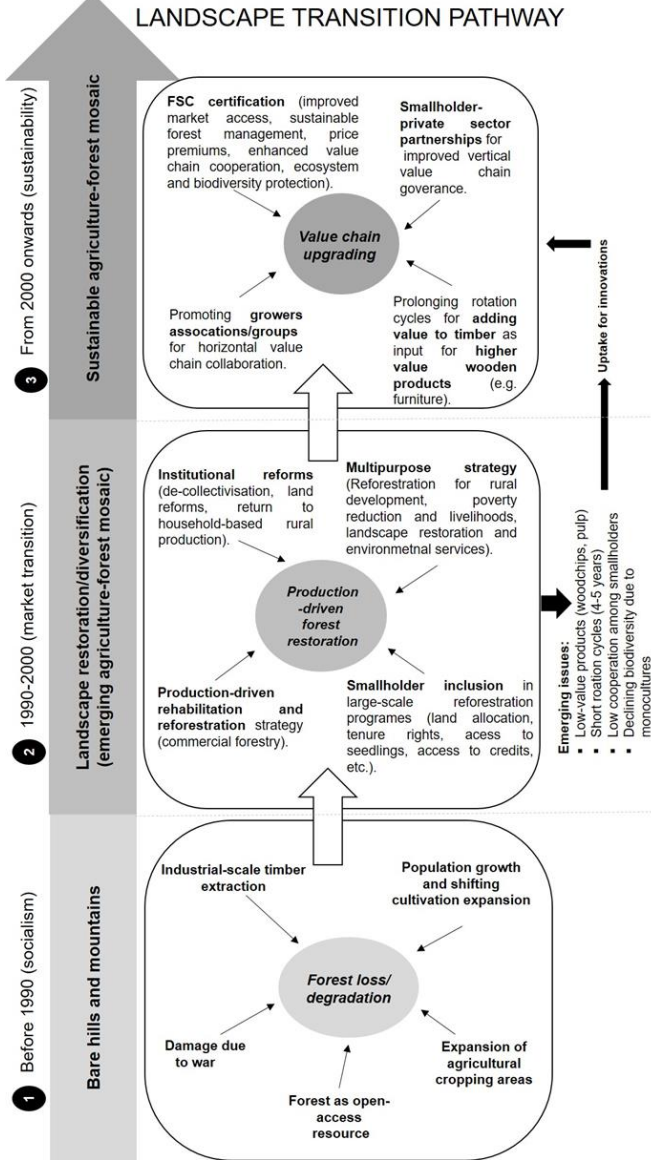 LANDSCAPE TRANSITION PATHWAY
3 From 2000 onwards (sustainability)
Sustainable agriculture-forest mosaic
FSC certification (improved
market access, sustainable
forest management, price
premiums, enhanced value
chain cooperation, ecosystem
and biodiversity protection).
Smallholder-
private sector
partnerships for
improved vertical
value chain
goverance.
Value chain
upgrading
Promoting growers
assocations/groups
for horizontal value
chain collaboration.
Prolonging rotation
cycles for adding
value to timber as
input for higher
value wooden
products (e.g.
furniture).
Uptake for innovations
2 1990-2000 (market transition)
Landscape restoration/diversification
(emerging agriculture-forest mosaic)
Institutional reforms
(de-collectivisation, land
reforms, return to
household-based rural
production).
Multipurpose strategy
(Reforestration for rural
development, poverty
reduction and livelihoods,
landscape restoration and
environmetnal services).
Production
-driven
forest
restoration
Production-driven
rehabilitation and
reforestration strategy
(commercial forestry).
Smallholder inclusion in
large-scale reforestration
programes (land allocation,
tenure rights, acess to
seedlings, access to credits,
etc.).
Emerging issues:
▪ Low-value products (woodchips, pulp)
▪ Short roation cycles (4-5 years)
▪ Low cooperation among smallholders
▪ Declining biodiversity due to
monocultures
1 Before 1990 (socialism)
Bare hills and mountains
Industrial-scale timber
extraction
Population growth
and shifting
cultivation expansion
Forest loss/
degradation
Damage due
to war
Expansion of
agricultural
cropping areas
Forest as open-
access
resource